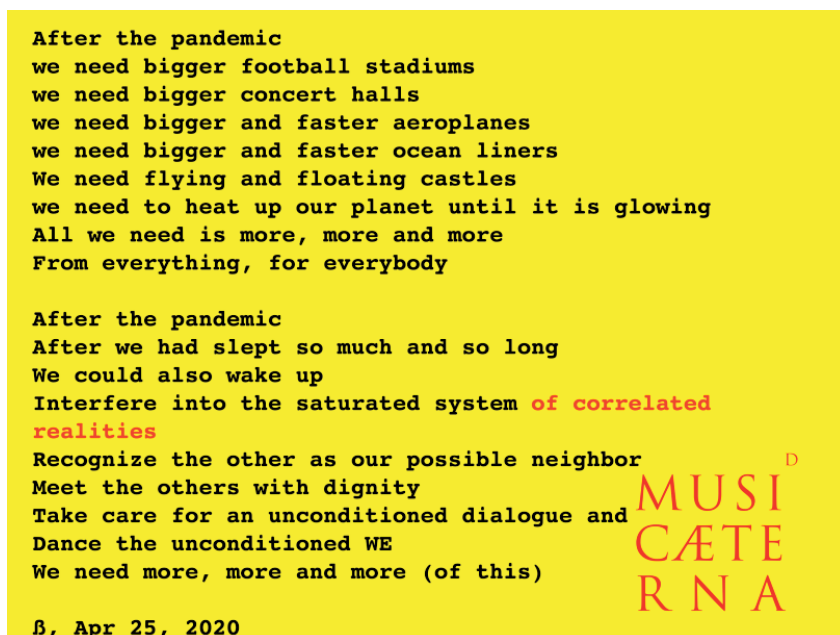 After the pandemic
we need bigger football stadiums
we need bigger concert halls
we need bigger and faster aeroplanes
we need bigger and faster ocean liners
We need flying and floating castles
we need to heat up our planet until it is glowing
All we need is more, more and more
From everything, for everybody
After the pandemic
After we had slept so much and so long
We could also wake up
Interfere into the saturated system of correlated
realities
Recognize the other as our possible neighbor
Meet the others with dignity
Take care for an unconditioned dialogue and
Dance the unconditioned WE
We need more, more and more (of this)
ß, Apr 25, 2020
D
MUSI
CÆTE
RNA